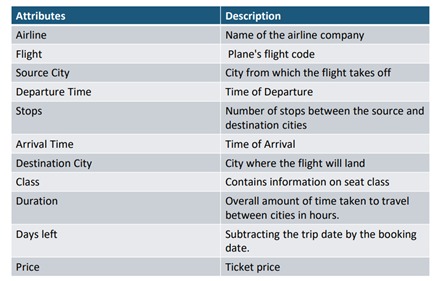 Attributes Description
Airline Name of the airline company
Flight Plane's flight code
Source City City from which the flight takes off
Departure Time Time of Departure
Stops Number of stops between the source and
destination cities
Arrival Time Time of Arrival
Destination City City where the flight will land
Class Contains information on seat class
Duration Overall amount of time taken to travel
between cities in hours.
Days left Subtracting the trip date by the booking
date.
Price Ticket price